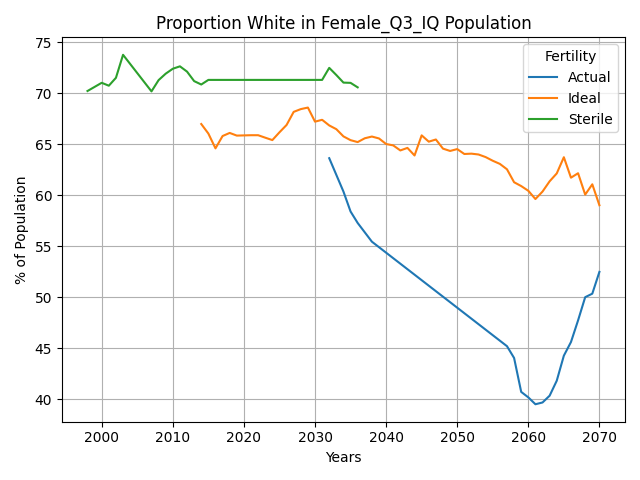 Proportion White in Female_Q3_IQ Population
75
70
65
60
55
50
45
40
% of Population
Fertility
Actual
Ideal
Sterile
2000
2010
2020
2030
2040
2050
2060
2070
Years